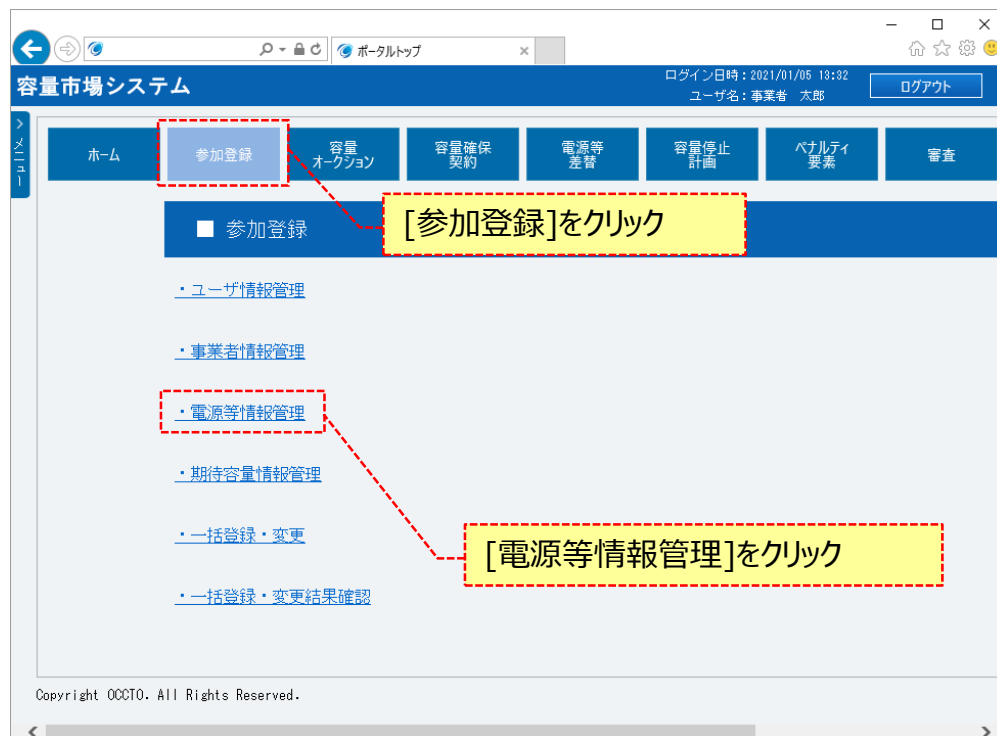 ポータルトップ
容量市場システム
ログイン日時：2021/01/05 13:32
ユーザ名：事業者 太郎
ログアウト
>メニュー
ホーム
参加登録
容量
オークション
容量確保
契約
電源等
差替
容量停止
計画
ペナルティ
要素
審査
[参加登録]をクリック
■ 参加登録
・ユーザ情報管理
・事業者情報管理
・電源等情報管理
・期待容量情報管理
[電源等情報管理]をクリック
・一括登録・変更
・一括登録・変更結果確認
Copyright OCCTO. All Rights Reserved.